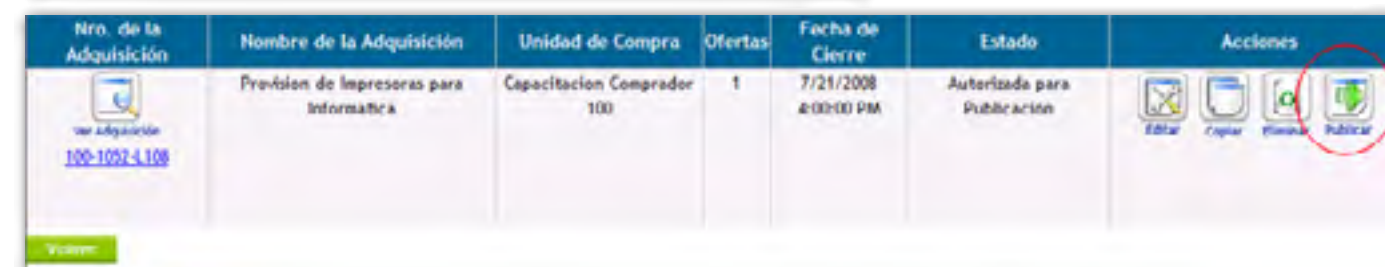 Nro. de la
Adquisición
Nombre de la Adquisición
Unidad de Compra
Ofertas
Fecha de
Cierre
Estado
Acciones
Ver Adquisición
100-1052-L108
Provision de Impresoras para
Informatica
Capacitacion Comprador
100
1
7/21/2008
4:00:00 PM
Autorizada para
Publicación
Editar
Copiar
Eliminar
Publicar
Volver